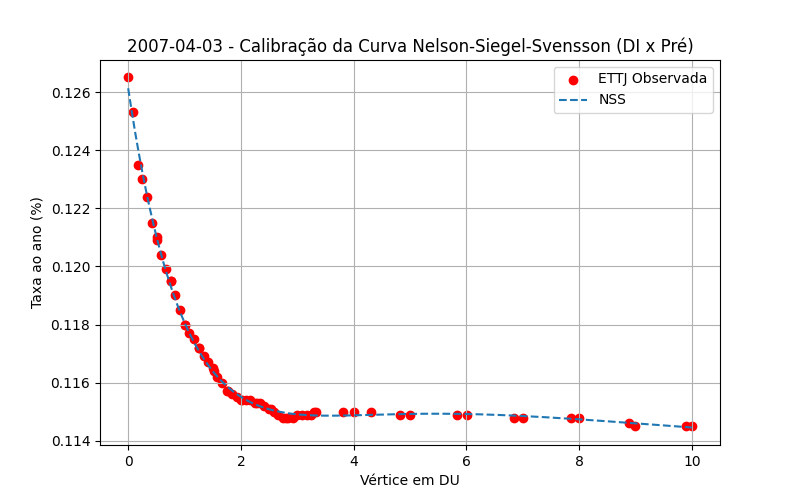 2007-04-03 - Calibração da Curva Nelson-Siegel-Svensson (DI x Pré)
ETTJ Observada
NSS
Taxa ao ano (%)
0.126
0.124
0.122
0.120
0.118
0.116
0.114
0 2 4 6 8 10
Vértice em DU